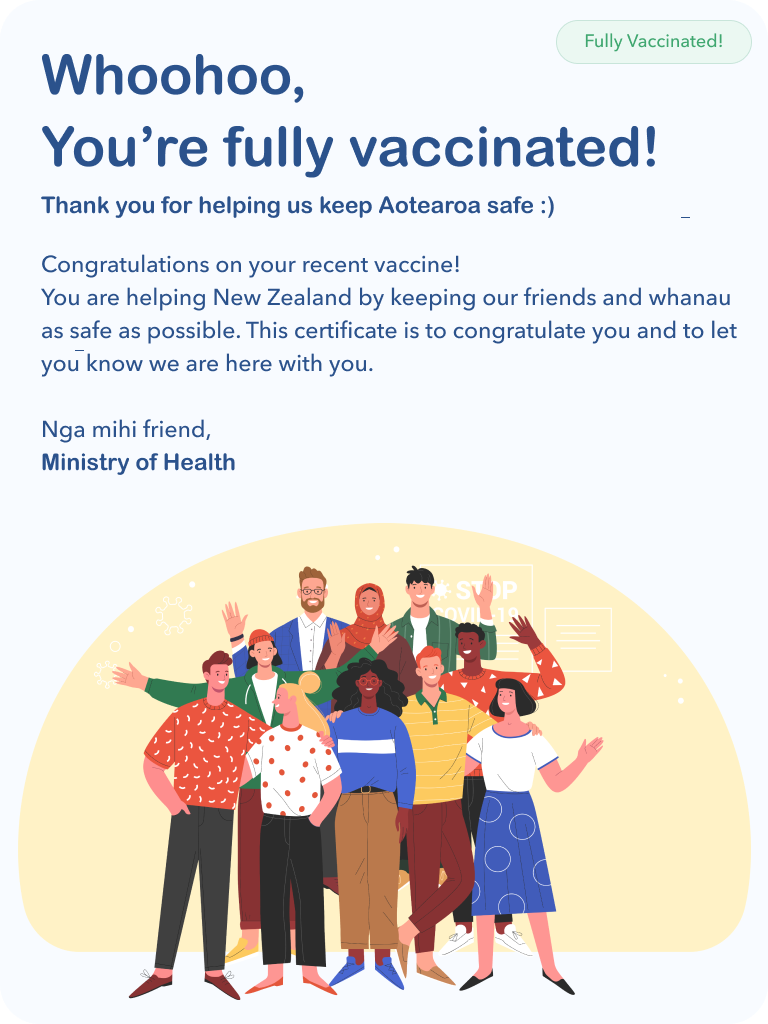 Fully Vaccinated!
Whoohoo,
You’re fully vaccinated!
Thank you for helping us keep Aotearoa safe :)
Congratulations on your recent vaccine!
You are helping New Zealand by keeping our friends and whanau
as safe as possible. This certificate is to congratulate you and to let
you know we are here with you.
Nga mihi friend,
Ministry of Health
STOP